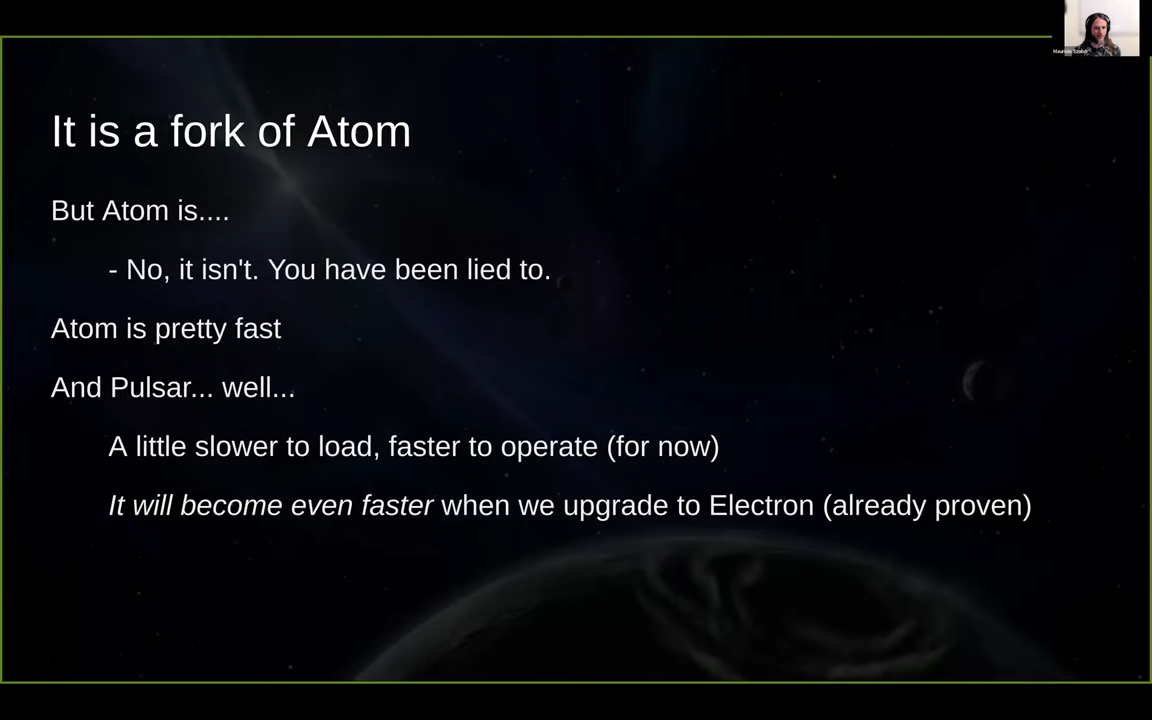 Mauricio Szabo
It is a fork of Atom
But Atom is....
- No, it isn't. You have been lied to.
Atom is pretty fast
And Pulsar... well...
A little slower to load, faster to operate (for now)
It will become even faster when we upgrade to Electron (already proven)